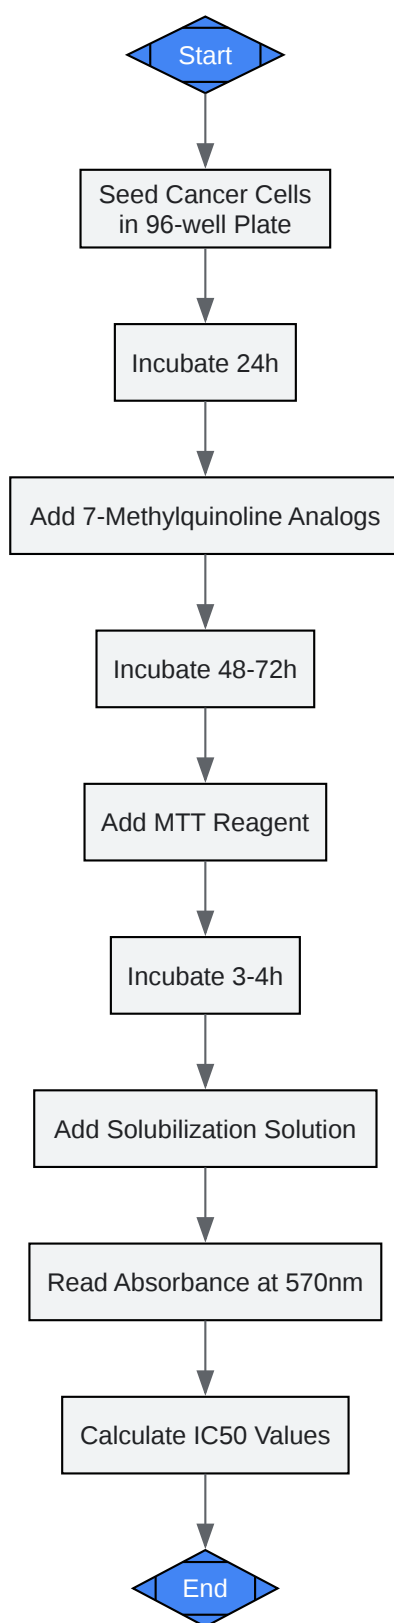 Start
Seed Cancer Cells
in 96-well Plate
Incubate 24h
Add 7-Methylquinoline Analogs
Incubate 48-72h
Add MTT Reagent
Incubate 3-4h
Add Solubilization Solution
Read Absorbance at 570nm
Calculate IC50 Values
End